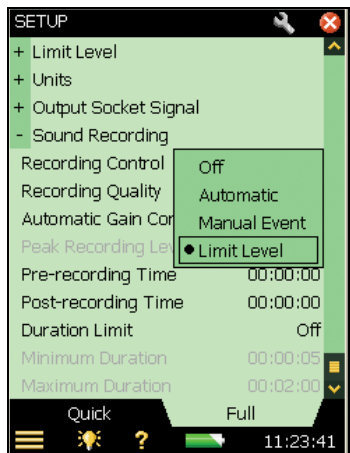 SETUP
+ Limit Level
+ Units
+ Output Socket Signal
- Sound Recording
Recording Control
Off
Recording Quality
Automatic
Automatic Gain Con
Manual Event
Peak Recording Lev
Limit Level
Pre-recording Time 00:00:00
Post-recording Time 00:00:00
Duration Limit Off
Minimum Duration 00:00:05
Maximum Duration 00:02:00
Quick Full
? 11:23:41